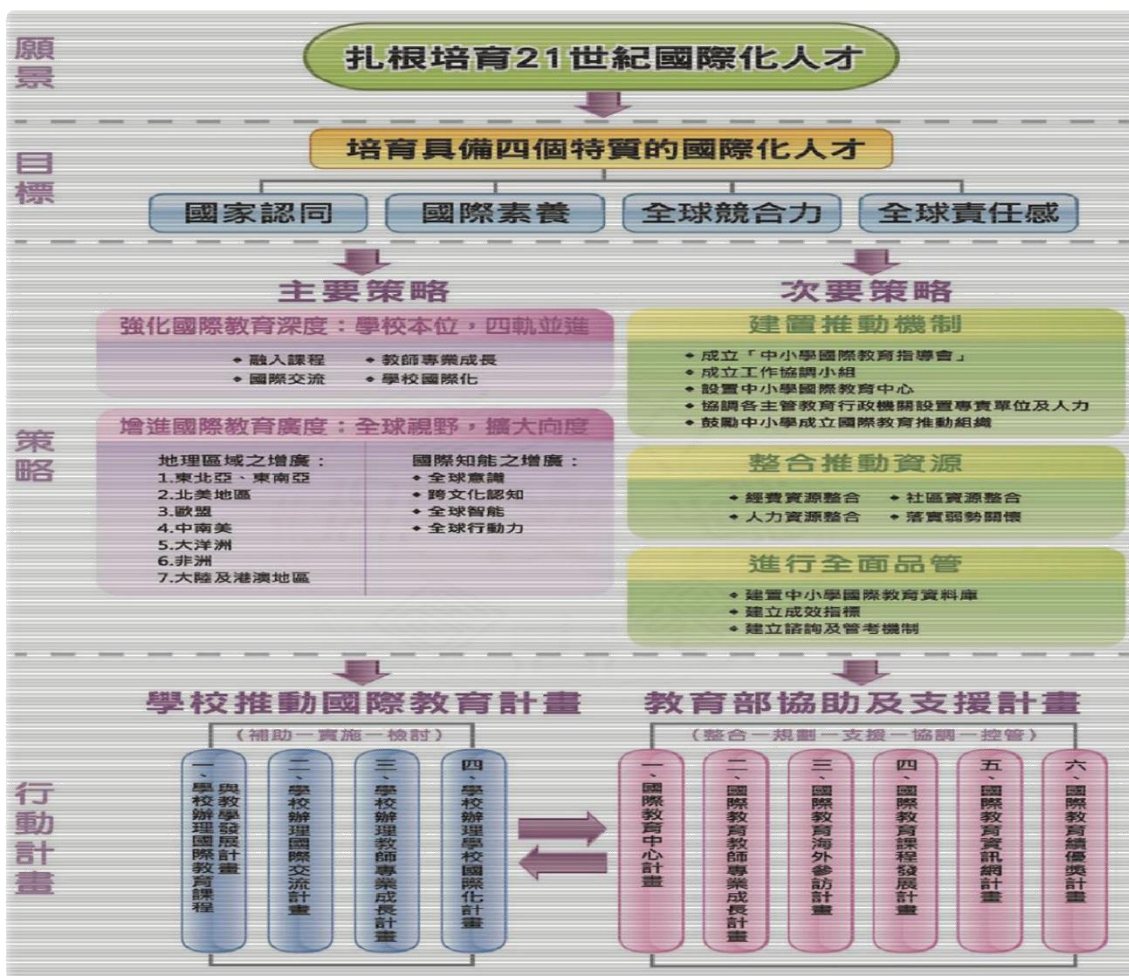 願景
扎根培育21世紀國際化人才
目標
培育具備四個特質的國際化人才
國家認同
國際素養
全球競合力
全球責任感
策略
主要策略
強化國際教育深度：學校本位，四軌並進
◆ 融入課程 ◆ 教師專業成長
◆ 國際交流 ◆ 學校國際化
增進國際教育廣度：全球視野，擴大向度
地理區域之增廣：
1.東北亞、東南亞
2.北美地區
3.歐盟
4.中南美
5.大洋洲
6.非洲
7.大陸及港澳地區
國際知能之增廣：
◆ 全球意識
◆ 跨文化認知
◆ 全球智能
◆ 全球行動力
次要策略
建置推動機制
◆ 成立「中小學國際教育指導會」
◆ 成立工作協調小組
◆ 設置中小學國際教育中心
◆ 協調各主管教育行政機關設置專責單位及人力
◆ 鼓勵中小學成立國際教育推動組織
整合推動資源
◆ 經費資源整合 ◆ 社區資源整合
◆ 人力資源整合 ◆ 落實弱勢關懷
進行全面品管
◆ 建置中小學國際教育資料庫
◆ 建立成效指標
◆ 建立諮詢及管考機制
行動計畫
學校推動國際教育計畫
（補助－實施－檢討）
一、學校辦理國際教育課程
與教學發展計畫
二、學校辦理國際交流計畫
三、學校辦理教師專業成長計畫
四、學校辦理學校國際化計畫
教育部協助及支援計畫
（整合－規劃－支援－協調－控管）
一、國際教育中心計畫
二、國際教育教師專業成長計畫
三、國際教育海外參訪計畫
四、國際教育課程發展計畫
五、國際教育資訊網計畫
六、國際教育績優獎計畫